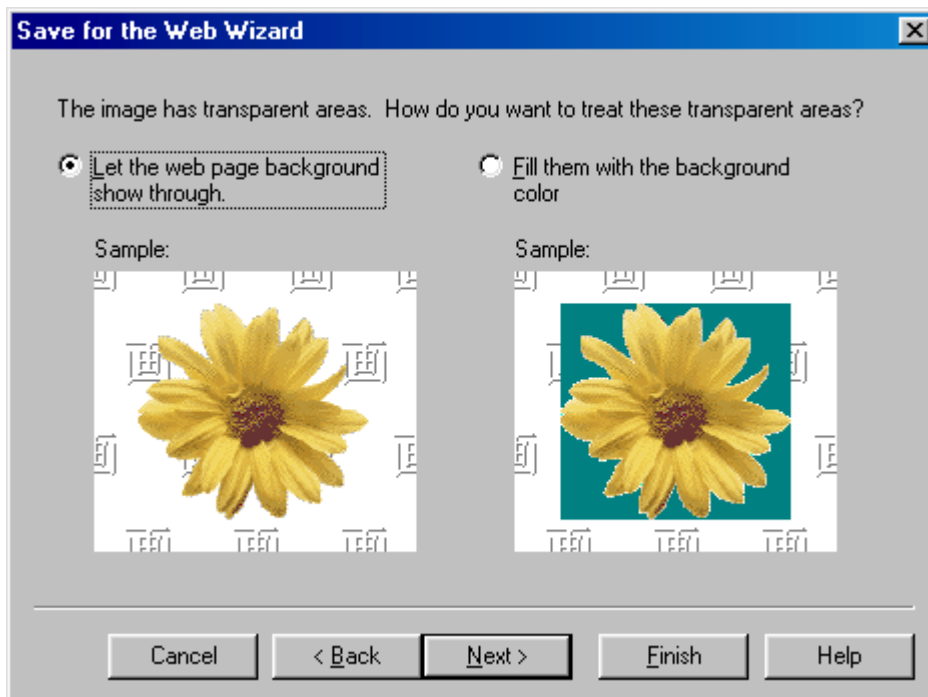 Save for the Web Wizard
The image has transparent areas.  How do you want to treat these transparent areas?
Let the web page background
show through.
Fill them with the background
color
Sample:
Sample:
Cancel
< Back
Next >
Finish
Help